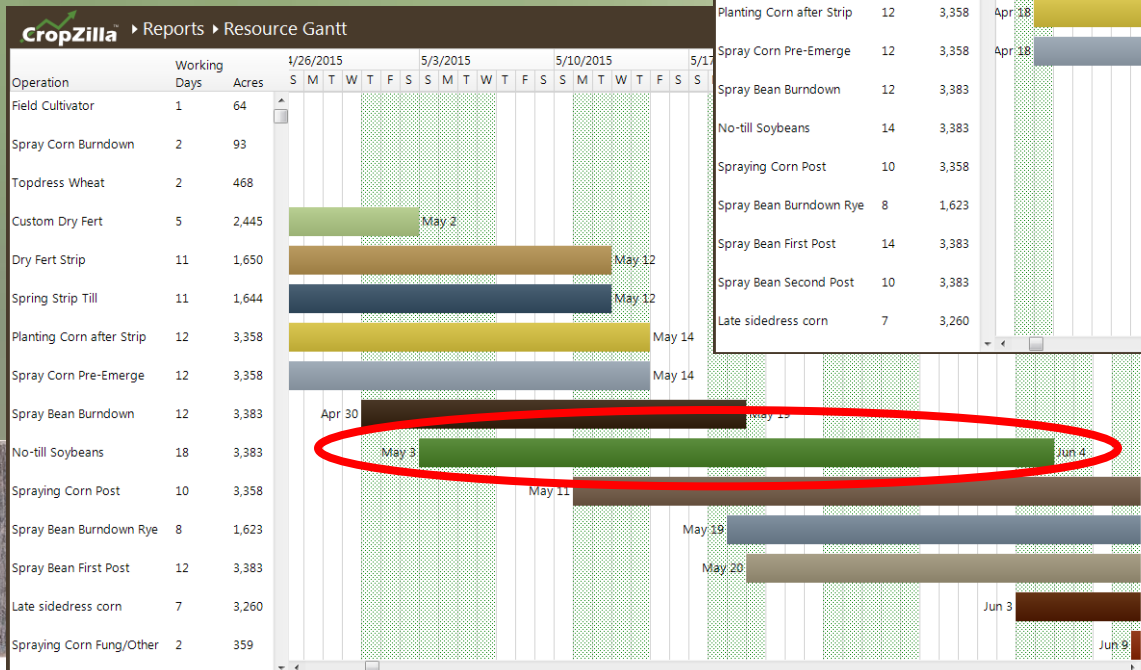 CropZilla™ Reports Resource Gantt
Operation Working Days Acres
4/26/2015 5/3/2015 5/10/2015 5/17
S M T W T F S S M T W T F S S M T W T F S S
Field Cultivator 1 64
Spray Corn Burndown 2 93
Topdress Wheat 2 468
Custom Dry Fert 5 2,445 May 2
Dry Fert Strip 11 1,650 May 12
Spring Strip Till 11 1,644 May 12
Planting Corn after Strip 12 3,358 May 14
Spray Corn Pre-Emerge 12 3,358 May 14
Spray Bean Burndown 12 3,383 Apr 30 May 19
No-till Soybeans 18 3,383 May 3 Jun 4
Spraying Corn Post 10 3,358 May 11
Spray Bean Burndown Rye 8 1,623 May 19
Spray Bean First Post 12 3,383 May 20
Late sidedress corn 7 3,260 Jun 3
Spraying Corn Fung/Other 2 359 Jun 9
Planting Corn after Strip 12 3,358 Apr 18
Spray Corn Pre-Emerge 12 3,358 Apr 18
Spray Bean Burndown 12 3,383
No-till Soybeans 14 3,383
Spraying Corn Post 10 3,358
Spray Bean Burndown Rye 8 1,623
Spray Bean First Post 14 3,383
Spray Bean Second Post 10 3,383
Late sidedress corn 7 3,260